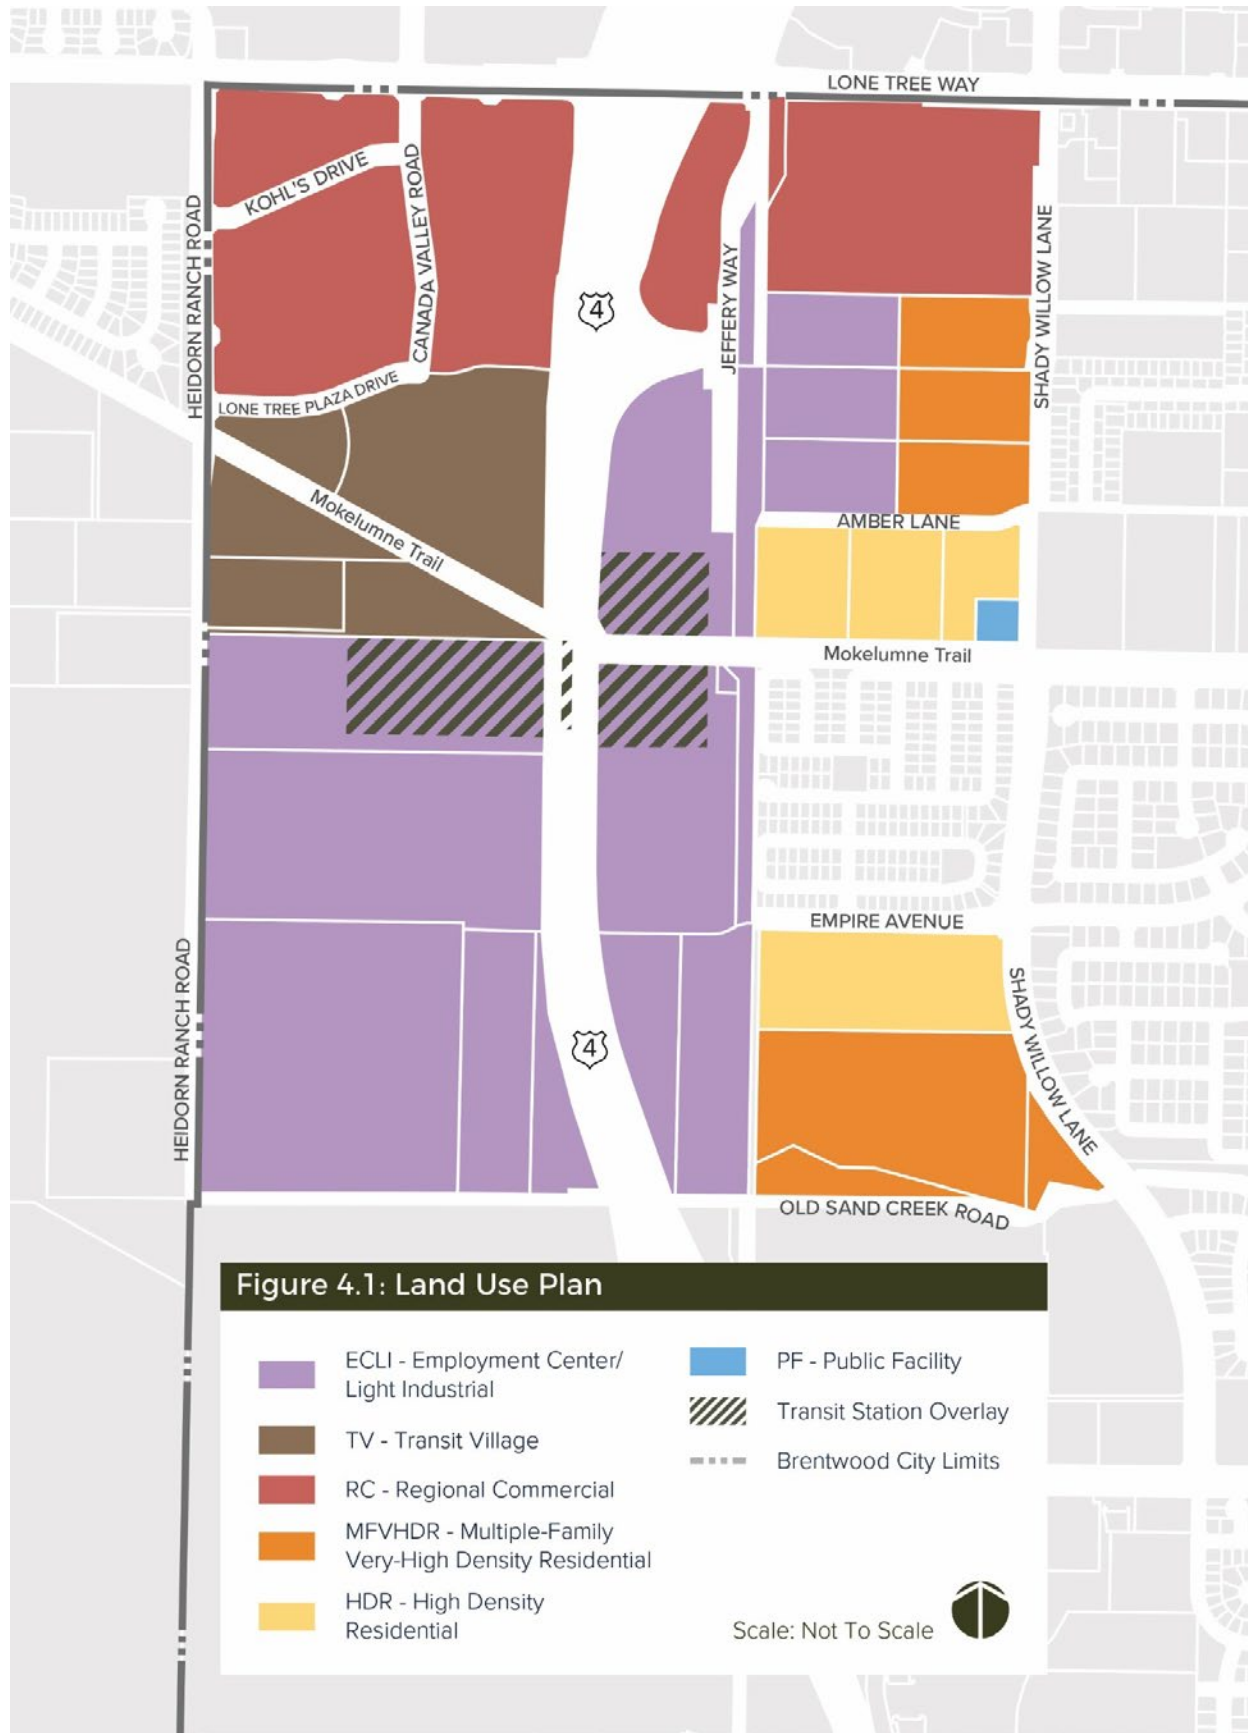 LONE TREE WAY
KOHL'S DRIVE
CANADA VALLEY ROAD
HEIDORN RANCH ROAD
JEFFERY WAY
SHADY WILLOW LANE
4
LONE TREE PLAZA DRIVE
Mokelumne Trail
AMBER LANE
Mokelumne Trail
EMPIRE AVENUE
HEIDORN RANCH ROAD
SHADY WILLOW LANE
4
OLD SAND CREEK ROAD
Figure 4.1: Land Use Plan
ECLI - Employment Center/
Light Industrial
TV - Transit Village
RC - Regional Commercial
MFVHDR - Multiple-Family
Very-High Density Residential
HDR - High Density
Residential
PF - Public Facility
Transit Station Overlay
Brentwood City Limits
Scale: Not To Scale